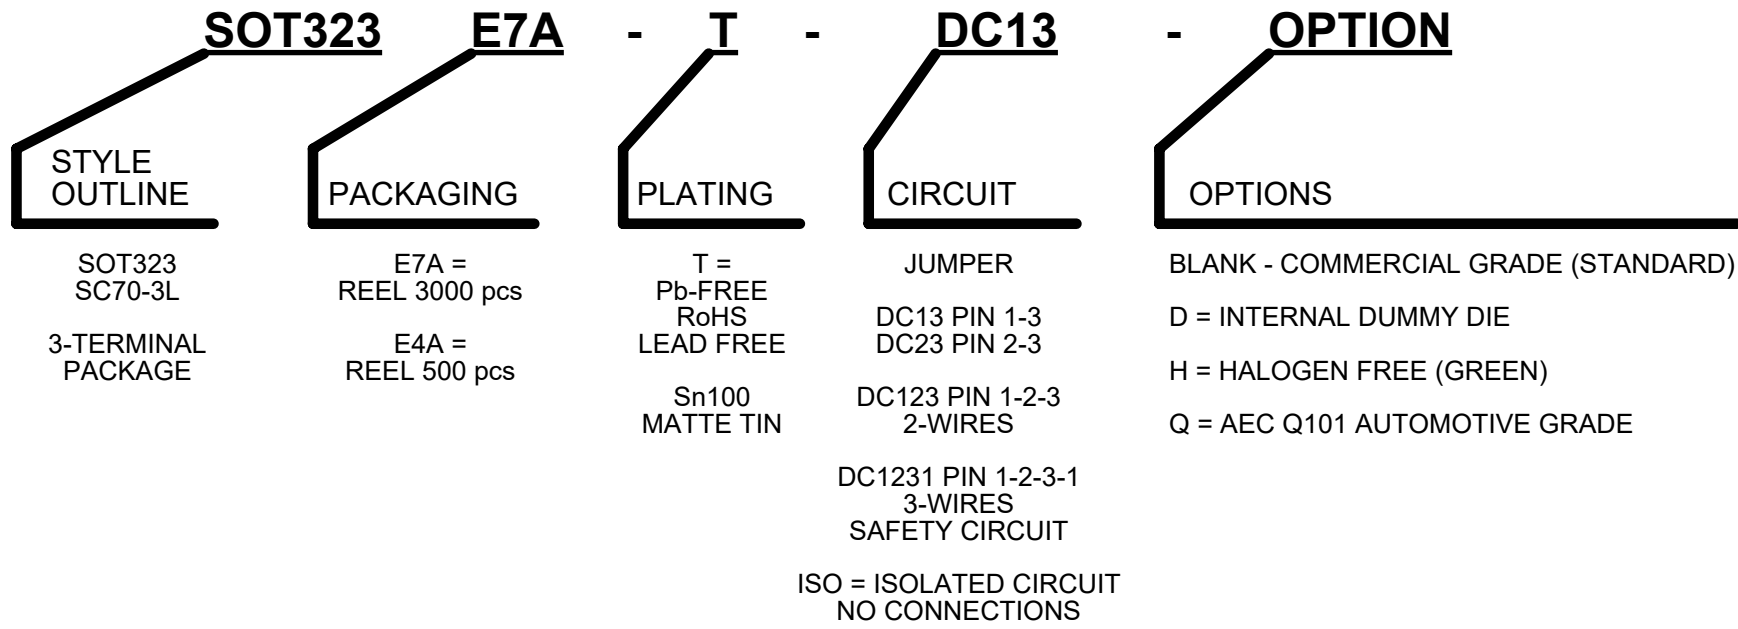 SOT323 E7A - T - DC13 - OPTION
STYLE
OUTLINE
SOT323
SC70-3L
3-TERMINAL
PACKAGE
PACKAGING
E7A =
REEL 3000 pcs
E4A =
REEL 500 pcs
PLATING
T =
Pb-FREE
RoHS
LEAD FREE
Sn100
MATTE TIN
CIRCUIT
JUMPER
DC13 PIN 1-3
DC23 PIN 2-3
DC123 PIN 1-2-3
2-WIRES
DC1231 PIN 1-2-3-1
3-WIRES
SAFETY CIRCUIT
ISO = ISOLATED CIRCUIT
NO CONNECTIONS
OPTIONS
BLANK - COMMERCIAL GRADE (STANDARD)
D = INTERNAL DUMMY DIE
H = HALOGEN FREE (GREEN)
Q = AEC Q101 AUTOMOTIVE GRADE